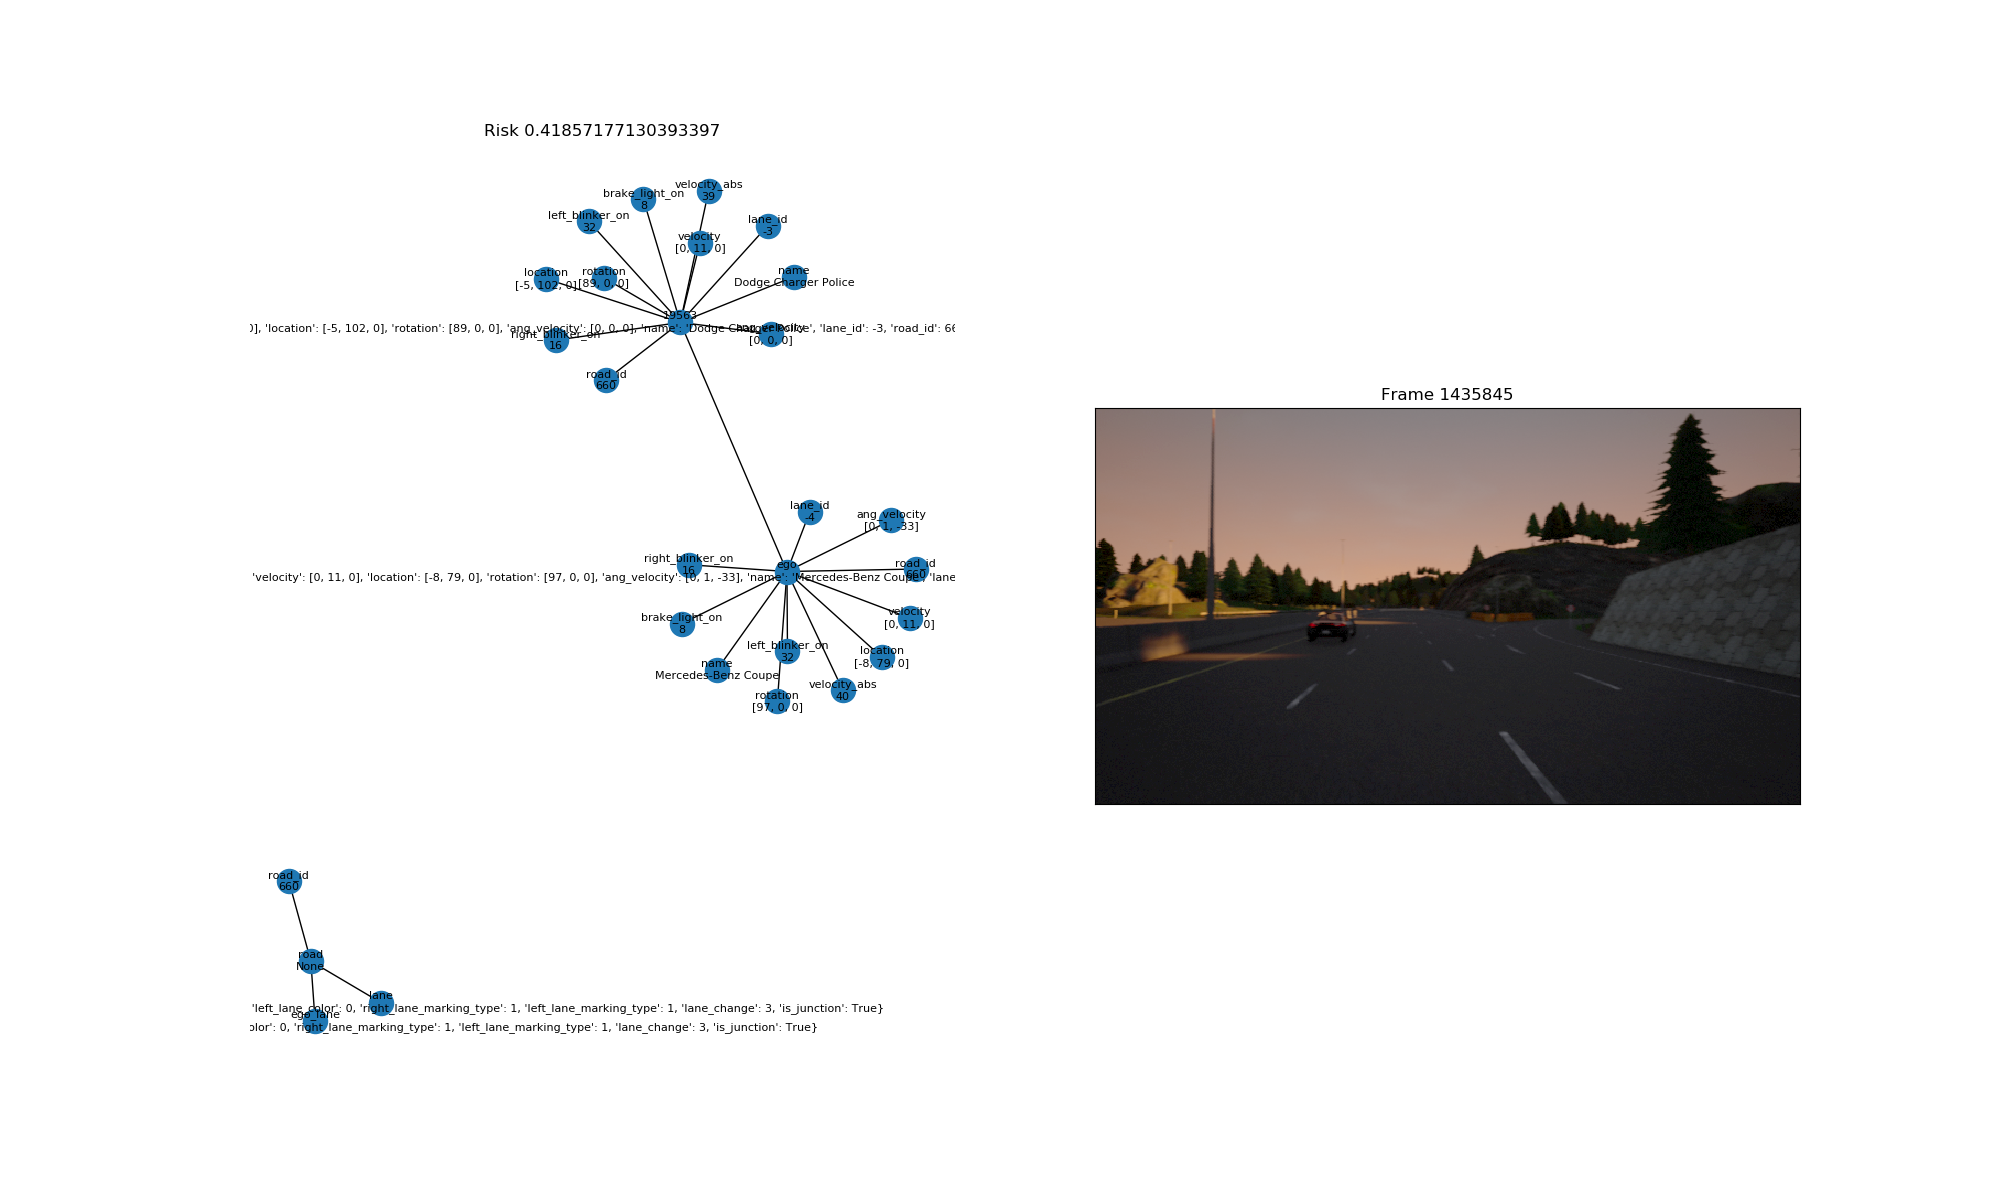 Risk 0.41857177130393397
velocity_abs
39
brake_light_on
8
left_blinker_on
32
lane_id
-3
velocity
[0, 11, 0]
location
[-5, 102, 0]
rotation
[89, 0, 0]
name
Dodge Charger Police
19563
)], 'location': [-5, 102, 0], 'rotation': [89, 0, 0], 'ang_velocity': [0, 0, 0], 'name': 'Dodge Charger Police', 'lane_id': -3, 'road_id': 66
ang_velocity
[0, 0, 0]
right_blinker_on
16
road_id
660
Frame 1435845
lane_id
-4
ang_velocity
[0, 1, -33]
right_blinker_on
16
ego
road_id
660
'velocity': [0, 11, 0], 'location': [-8, 79, 0], 'rotation': [97, 0, 0], 'ang_velocity': [0, 1, -33], 'name': 'Mercedes-Benz Coupe', 'lane
velocity
[0, 11, 0]
brake_light_on
8
left_blinker_on
32
location
[-8, 79, 0]
name
Mercedes-Benz Coupe
velocity_abs
40
rotation
[97, 0, 0]
road_id
660
road
None
lane
'left_lane_color': 0, 'right_lane_marking_type': 1, 'left_lane_marking_type': 1, 'lane_change': 3, 'is_junction': True}
ego_lane
olor': 0, 'right_lane_marking_type': 1, 'left_lane_marking_type': 1, 'lane_change': 3, 'is_junction': True}